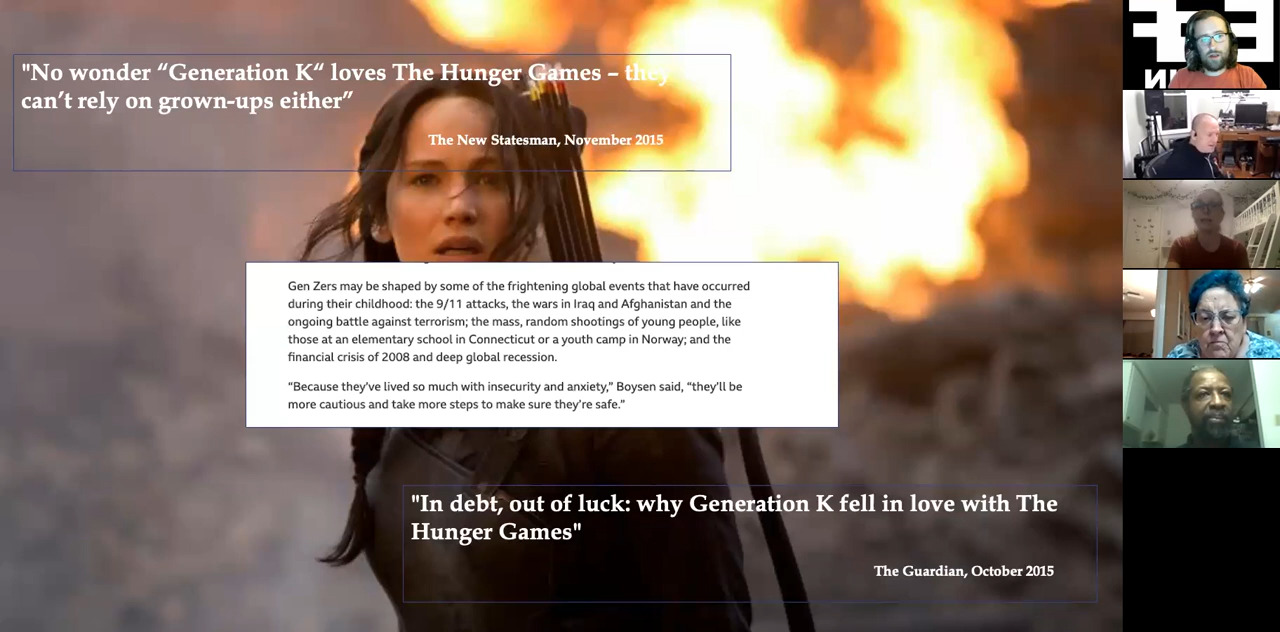 "No wonder “Generation K“ loves The Hunger Games – they
can’t rely on grown-ups either”
The New Statesman, November 2015
Gen Zers may be shaped by some of the frightening global events that have occurred
during their childhood: the 9/11 attacks, the wars in Iraq and Afghanistan and the
ongoing battle against terrorism; the mass, random shootings of young people, like
those at an elementary school in Connecticut or a youth camp in Norway; and the
financial crisis of 2008 and deep global recession.
“Because they’ve lived so much with insecurity and anxiety,” Boysen said, “they’ll be
more cautious and take more steps to make sure they’re safe.”
"In debt, out of luck: why Generation K fell in love with The
Hunger Games"
The Guardian, October 2015